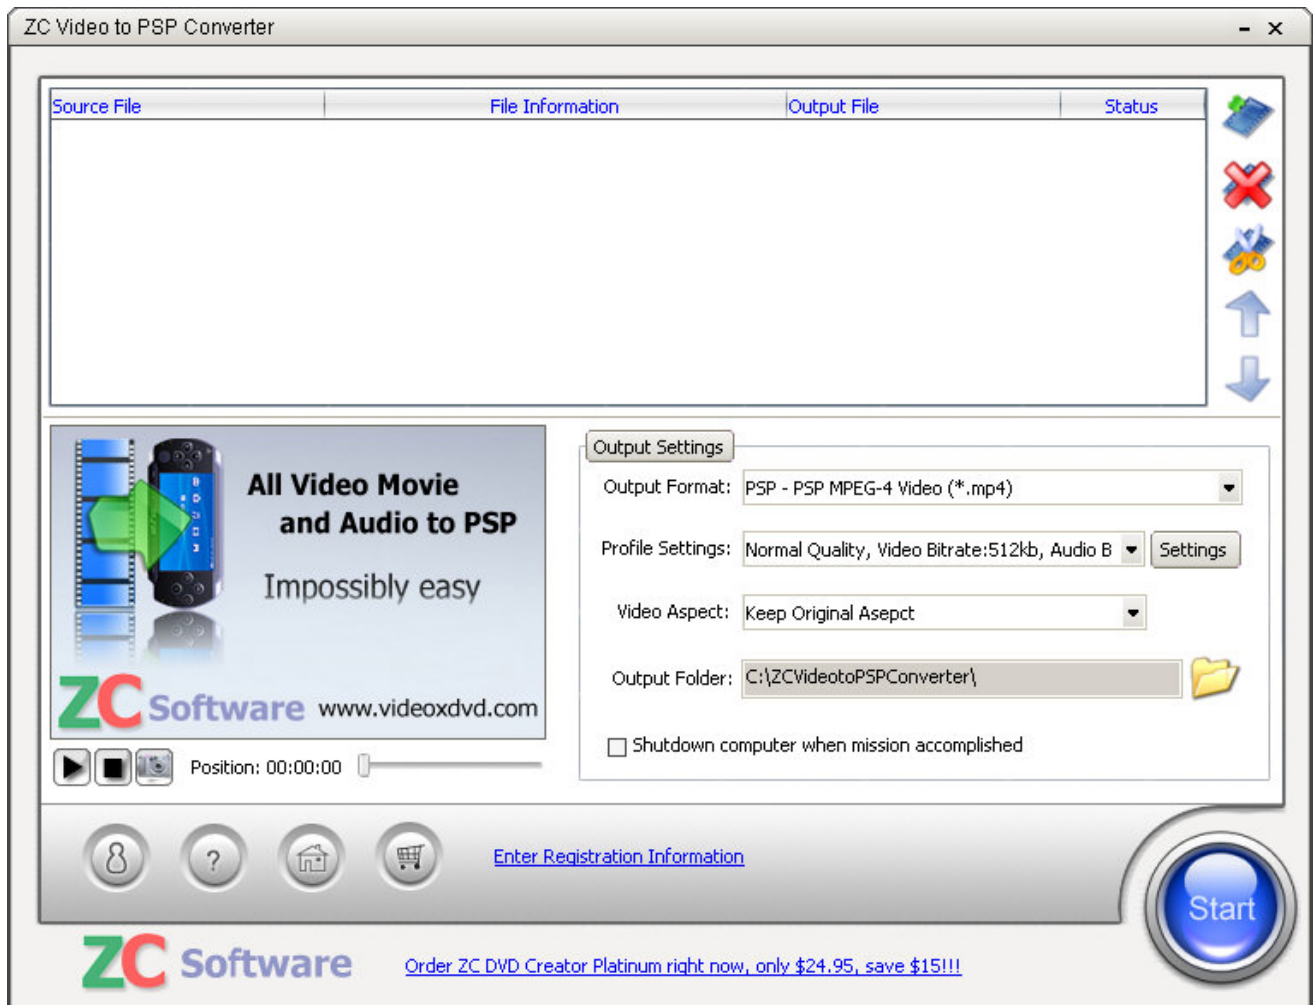 ZC Video to PSP Converter
Source File
File Information
Output File
Status
All Video Movie
and Audio to PSP
Impossibly easy
ZC Software www.videoxdvd.com
Position: 00:00:00
Output Settings
Output Format: PSP - PSP MPEG-4 Video (*.mp4)
Profile Settings: Normal Quality, Video Bitrate:512kb, Audio B
Settings
Video Aspect: Keep Original Asepct
Output Folder: C:\ZCVideotoPSPConverter\
Shutdown computer when mission accomplished
?
Enter Registration Information
Start
ZC Software
Order ZC DVD Creator Platinum right now, only $24.95, save $15!!!